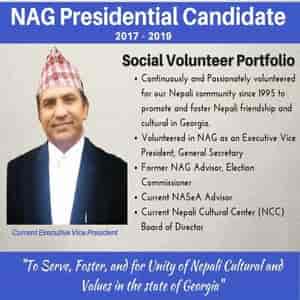 NAG Presidential Candidate
2017 - 2019
Social Volunteer Portfolio
• Continuously and Passionately volunteered
for our Nepali community since 1995 to
promote and foster Nepali friendship and
cultural in Georgia.
• Volunteered in NAG as an Executive Vice
President, General Secretary
• Former NAG Advisor, Election
Commissioner
• Current NASeA Advisor
• Current Nepali Cultural Center (NCC)
Board of Director
Current Executive Vice President
"To Serve, Foster, and for Unity of Nepali Cultural and
Values in the state of Georgia"